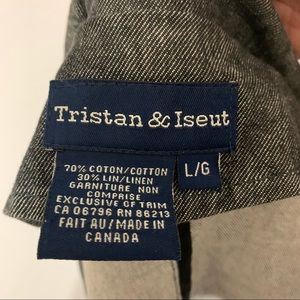 Tristan & Iseut
70% COTON/COTTON
30% LIN/LINEN
GARNITURE NON
COMPRISE
EXCLUSIVE OF TRIM
CA 06796 RN 86213
FAIT AU/MADE IN
CANADA
L/G